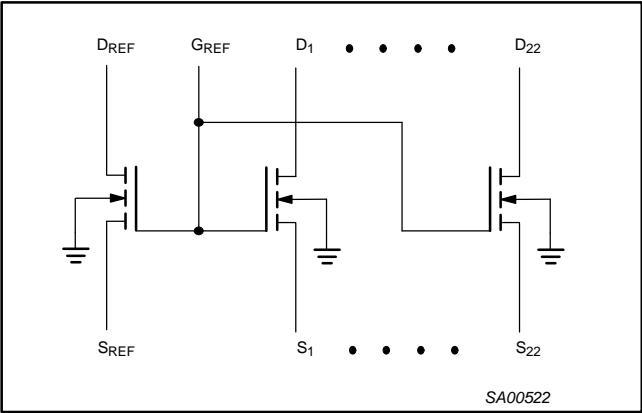 DREF GREF D1 • • • • D22
SREF S1 • • • • S22
SA00522